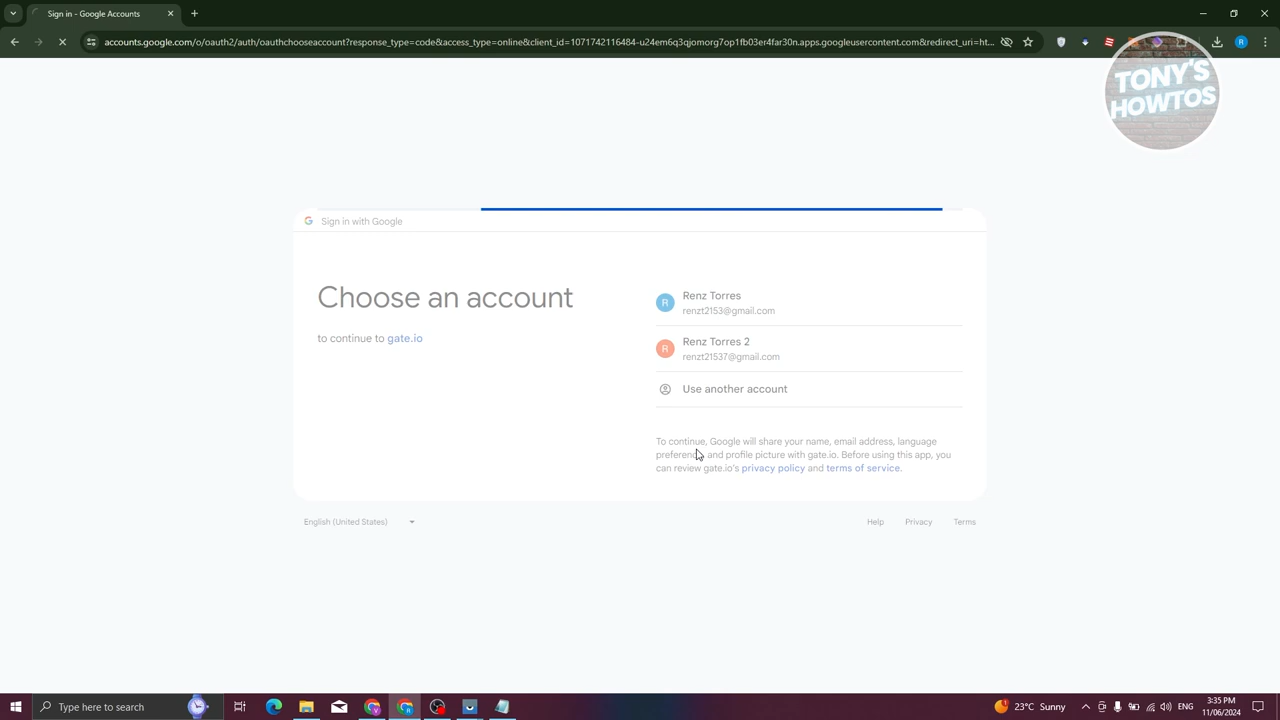 Sign in - Google Accounts
accounts.google.com/o/oauth2/auth/oauthchooseaccount?response_type=code&access_type=online&client_id=1071742116484-u24em6q3qjomorg7op1fb03er4far30n.apps.googleusercontent.com&redirect_uri=ht...
R
TONY'S
HOWTOS
Sign in with Google
Choose an account
to continue to gate.io
R
Renz Torres
renzt2153@gmail.com
R
Renz Torres 2
renzt21537@gmail.com
Use another account
To continue, Google will share your name, email address, language
preference, and profile picture with gate.io. Before using this app, you
can review gate.io's privacy policy and terms of service.
English (United States)
Help
Privacy
Terms
Type here to search
23°C Sunny
3:35 PM
11/06/2024